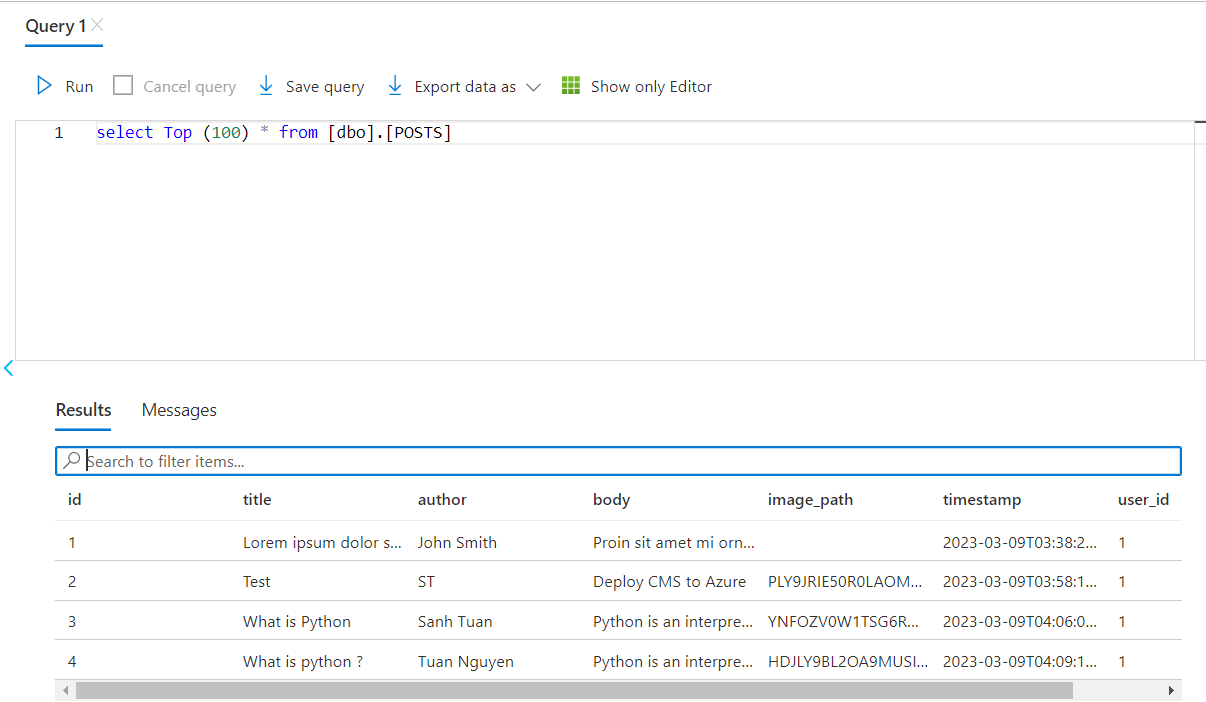 Query 1
Run Cancel query Save query Export data as Show only Editor
1 select Top (100) * from [dbo].[POSTS]
Results Messages
Search to filter items...
id title author body image_path timestamp user_id
1 Lorem ipsum dolor s... John Smith Proin sit amet mi orn... 2023-03-09T03:38:2... 1
2 Test ST Deploy CMS to Azure PLY9JRIE50R0LAOM... 2023-03-09T03:58:1... 1
3 What is Python Sanh Tuan Python is an interpre... YNFOZV0W1TSG6R... 2023-03-09T04:06:0... 1
4 What is python ? Tuan Nguyen Python is an interpre... HDJLY9BL2OA9MUSI... 2023-03-09T04:09:1... 1